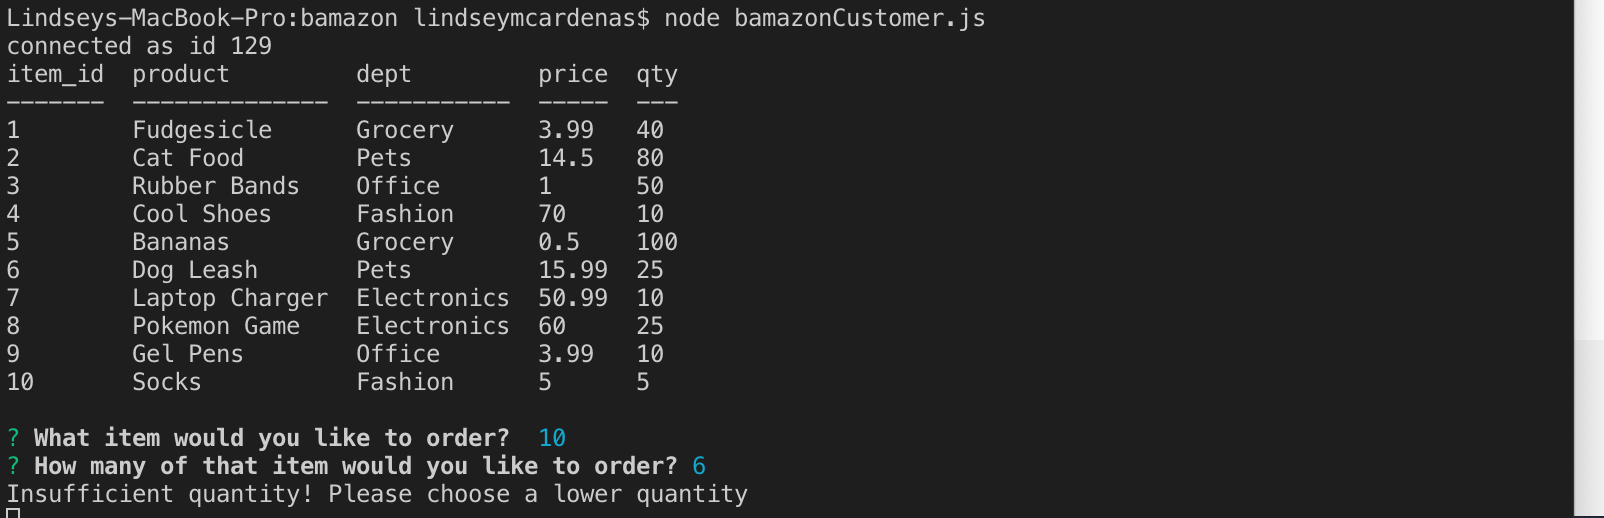 Lindseys-MacBook-Pro:bamazon lindseymcardenas$ node bamazonCustomer.js
connected as id 129
item_id  product         dept         price  qty
-------  --------------  -----------  -----  ---
1        Fudgesicle      Grocery      3.99   40
2        Cat Food        Pets         14.5   80
3        Rubber Bands    Office       1      50
4        Cool Shoes      Fashion      70     10
5        Bananas         Grocery      0.5    100
6        Dog Leash       Pets         15.99  25
7        Laptop Charger  Electronics  50.99  10
8        Pokemon Game    Electronics  60     25
9        Gel Pens        Office       3.99   10
10       Socks           Fashion      5      5
? What item would you like to order?  10
? How many of that item would you like to order? 6
Insufficient quantity! Please choose a lower quantity